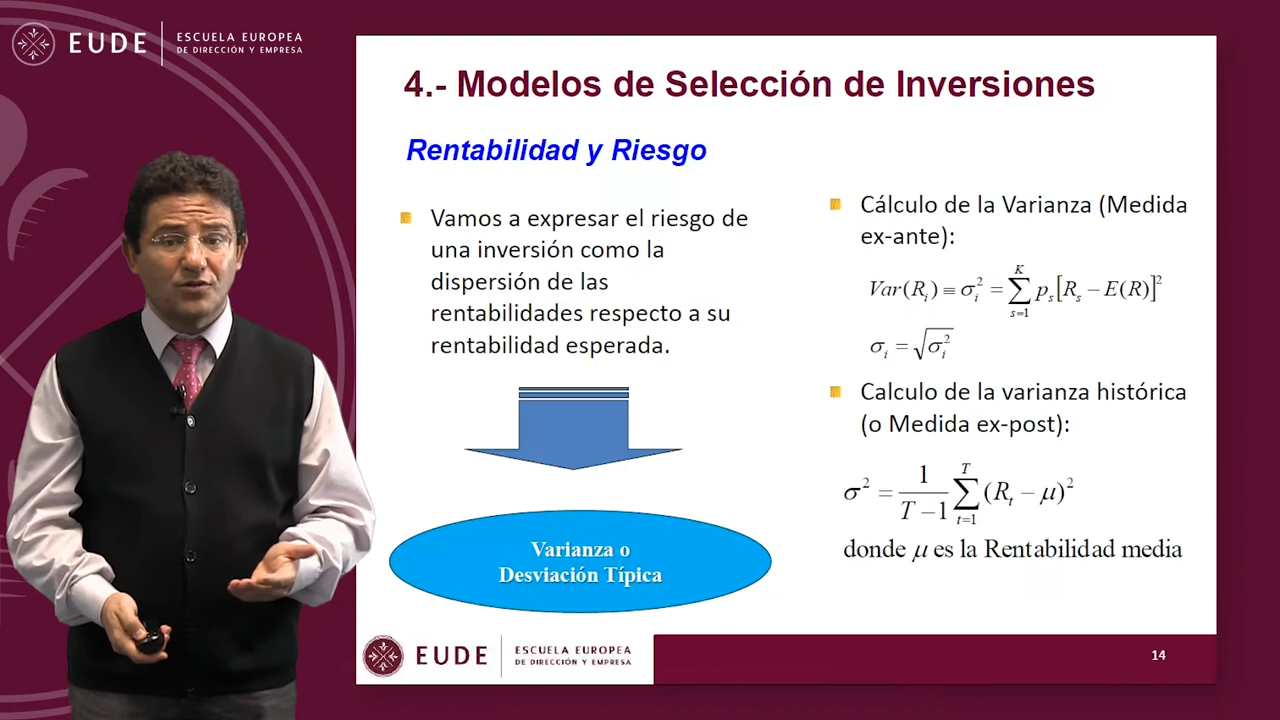 EUDE
ESCUELA EUROPEA
DE DIRECCIÓN Y EMPRESA
4.- Modelos de Selección de Inversiones
Rentabilidad y Riesgo
Vamos a expresar el riesgo de
una inversión como la
dispersión de las
rentabilidades respecto a su
rentabilidad esperada.
Varianza o
Desviación Típica
Cálculo de la Varianza (Medida
ex-ante):
Var(R_i) ≡ σ_i^2 = ∑_{s=1}^{K} p_s[R_s − E(R)]^2
σ_i = √σ_i^2
Calculo de la varianza histórica
(o Medida ex-post):
σ^2 = 1/(T−1) ∑_{t=1}^{T} (R_t − μ)^2
donde μ es la Rentabilidad media
EUDE
ESCUELA EUROPEA
DE DIRECCIÓN Y EMPRESA
14